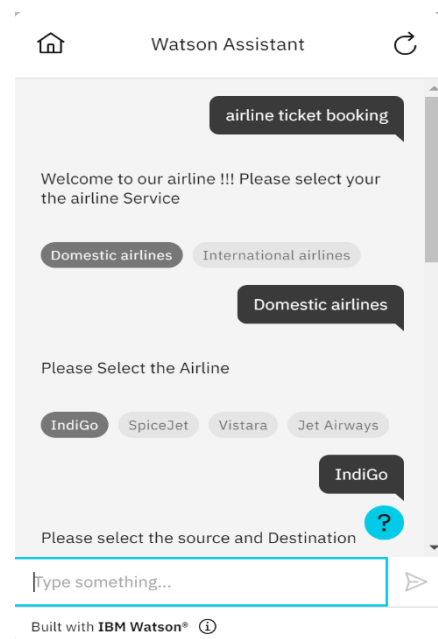 Watson Assistant
airline ticket booking
Welcome to our airline !!! Please select your
the airline Service
Domestic airlines International airlines
Domestic airlines
Please Select the Airline
IndiGo SpiceJet Vistara Jet Airways
IndiGo
?
Please select the source and Destination
Type something...
Built with IBM Watson® i